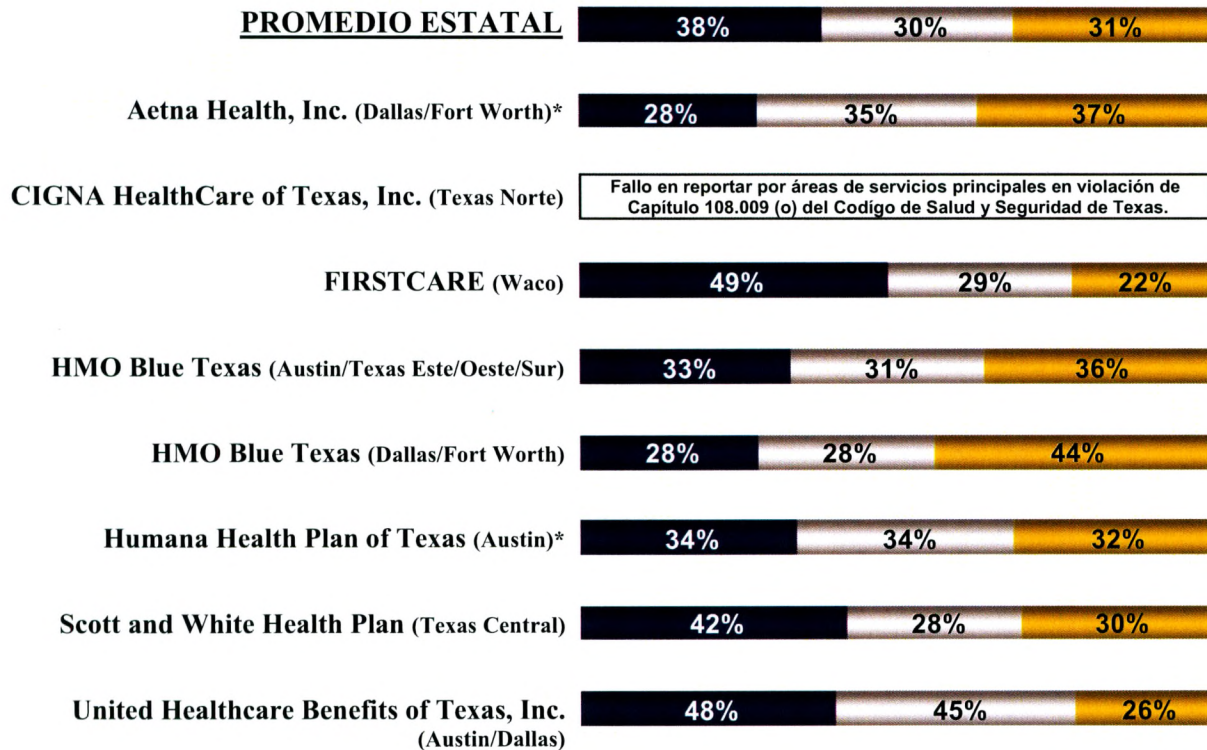 PROMEDIO ESTATAL 38% 30% 31%
Aetna Health, Inc. (Dallas/Fort Worth)* 28% 35% 37%
CIGNA HealthCare of Texas, Inc. (Texas Norte) Fallo en reportar por áreas de servicios principales en violación de
Capítulo 108.009 (o) del Codígo de Salud y Seguridad de Texas.
FIRSTCARE (Waco) 49% 29% 22%
HMO Blue Texas (Austin/Texas Este/Oeste/Sur) 33% 31% 36%
HMO Blue Texas (Dallas/Fort Worth) 28% 28% 44%
Humana Health Plan of Texas (Austin)* 34% 34% 32%
Scott and White Health Plan (Texas Central) 42% 28% 30%
United Healthcare Benefits of Texas, Inc. 48% 45% 26%
(Austin/Dallas)